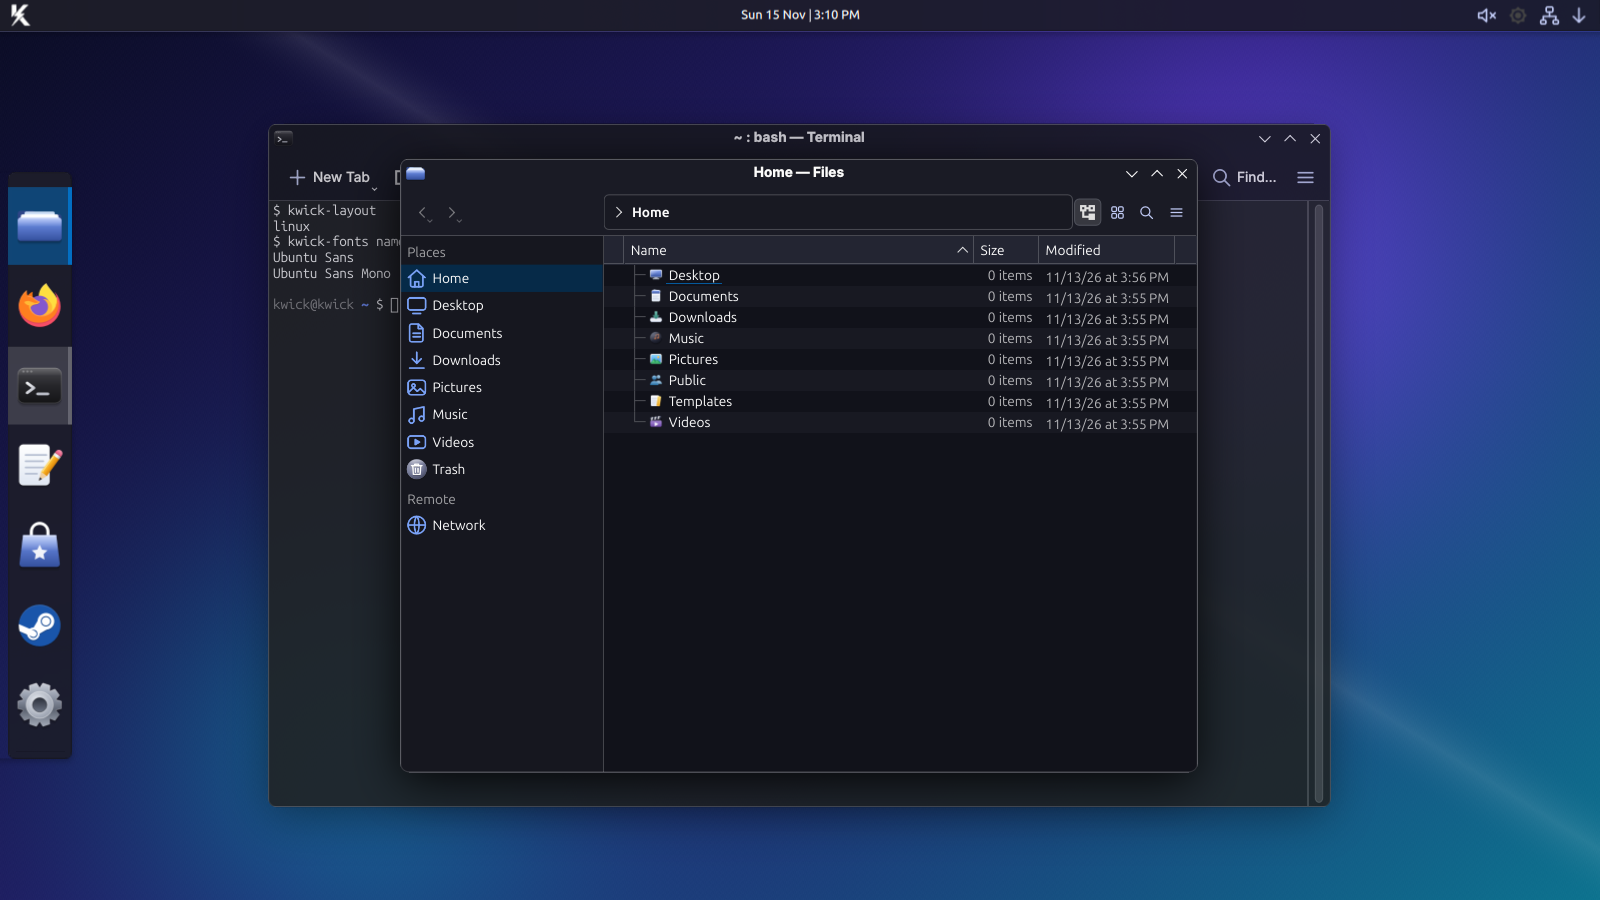 Sun 15 Nov | 3:10 PM
~ : bash — Terminal
New Tab
Find...
$ kwick-layout
linux
$ kwick-fonts nam
Ubuntu Sans
Ubuntu Sans Mono
kwick@kwick ~ $
Home — Files
Home
Places
Home
Desktop
Documents
Downloads
Pictures
Music
Videos
Trash
Remote
Network
Name Size Modified
Desktop 0 items 11/13/26 at 3:56 PM
Documents 0 items 11/13/26 at 3:55 PM
Downloads 0 items 11/13/26 at 3:55 PM
Music 0 items 11/13/26 at 3:55 PM
Pictures 0 items 11/13/26 at 3:55 PM
Public 0 items 11/13/26 at 3:55 PM
Templates 0 items 11/13/26 at 3:55 PM
Videos 0 items 11/13/26 at 3:55 PM